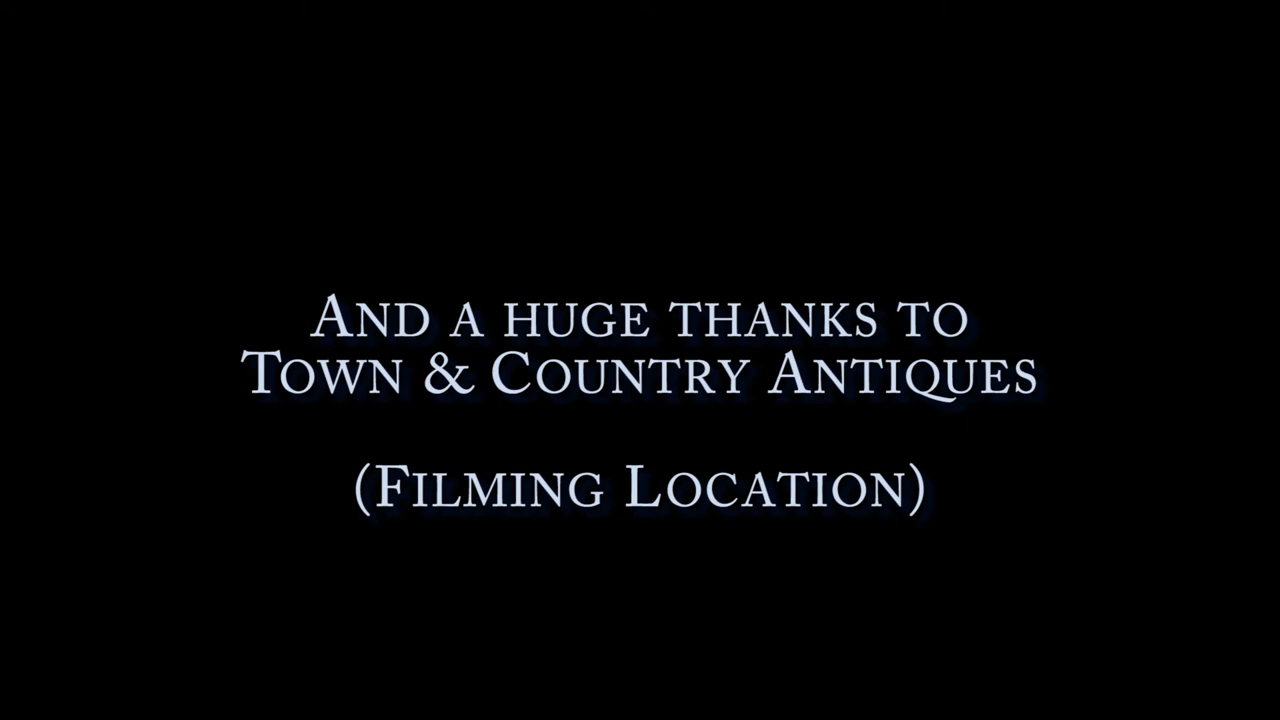 And a huge thanks to
Town & Country Antiques
(Filming Location)